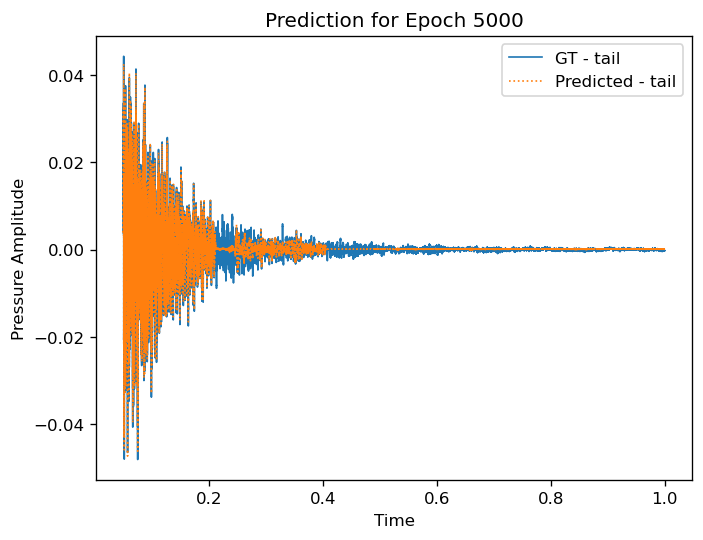 Prediction for Epoch 5000
GT - tail
Predicted - tail
Pressure Amplitude
0.04
0.02
0.00
−0.02
−0.04
0.2
0.4
0.6
0.8
1.0
Time